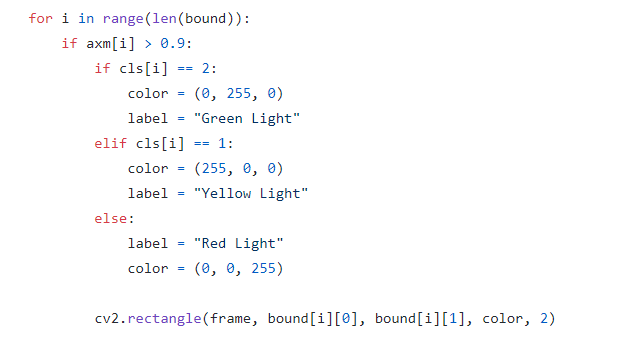 for i in range(len(bound)):
    if axm[i] > 0.9:
        if cls[i] == 2:
            color = (0, 255, 0)
            label = "Green Light"
        elif cls[i] == 1:
            color = (255, 0, 0)
            label = "Yellow Light"
        else:
            label = "Red Light"
            color = (0, 0, 255)

        cv2.rectangle(frame, bound[i][0], bound[i][1], color, 2)